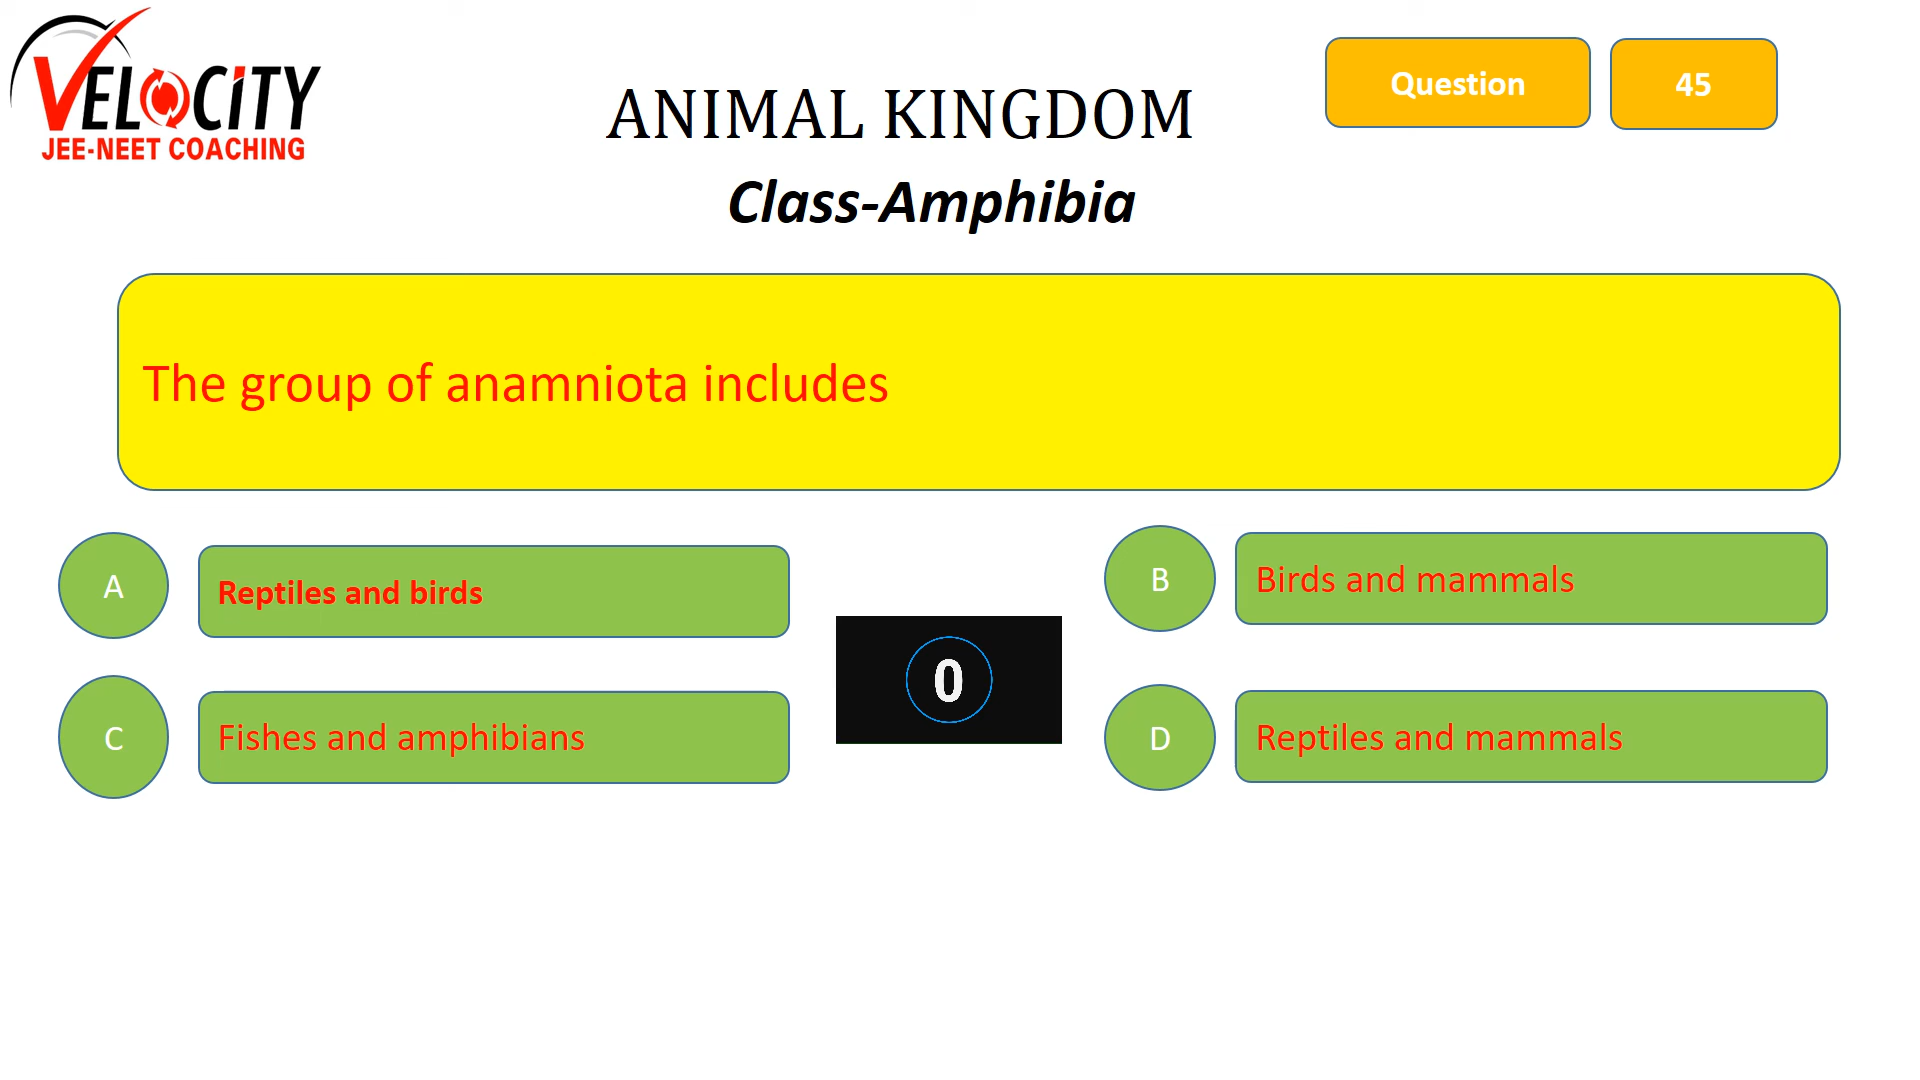 VELOCITY
JEE-NEET COACHING
ANIMAL KINGDOM
Class-Amphibia
Question
45
The group of anamniota includes
A
Reptiles and birds
B
Birds and mammals
0
C
Fishes and amphibians
D
Reptiles and mammals